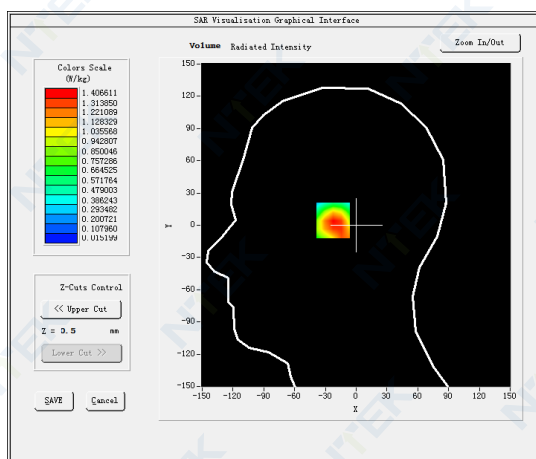 SAR Visualisation Graphical Interface
Volume Radiated Intensity
Zoom In/Out
Colors Scale
(W/kg)
1.406611
1.313850
1.221089
1.128329
1.035568
0.942807
0.850046
0.757286
0.664525
0.571764
0.479003
0.386243
0.293482
0.200721
0.107960
0.015199
Z-Cuts Control
<< Upper Cut
Z = 0.5 mm
Lower Cut >>
SAVE Cancel
150
120
90
60
30
0
-30
-60
-90
-120
-150
Y
-150 -120 -90 -60 -30 0 30 60 90 120 150
X
NTEK